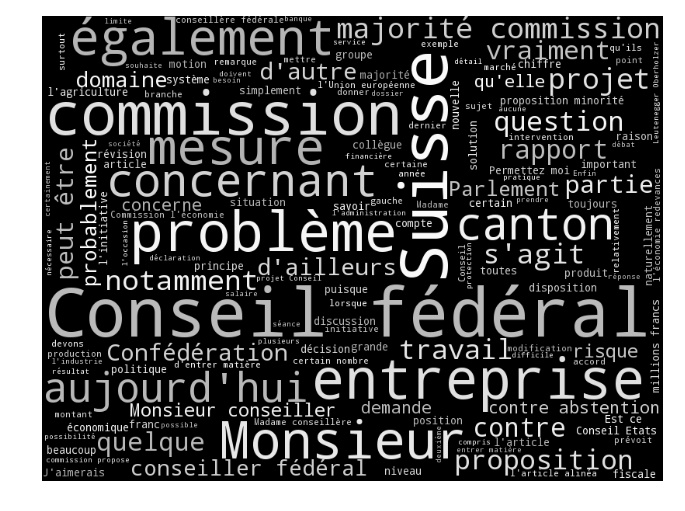 limite
conseillère fédérale
banque
également
service
majorité commission
exemple
qu'ils
surtout
souhaite
motion
remarque
mettre
groupe
vraiment
point
doivent
domaine
système
besoin
d'autre
majorité
l'Union européenne
détail
marché
chiffre
qu'elle
projet
l'agriculture
branche
simplement
donner
dossier
nouvelle
sujet
aucune
proposition minorité
Leutenegger Oberholzer
commission
Suisse
dernier
question
société
intervention
débat
raison
révision
article
mesure
collègue
financière
solution
rapport
certainement
peut être
probablement
concernant
certaine
année
Permettez moi
pratique
Enfin
important
Parlement
prendre
partie
l'initiative
concerne
situation
savoir
gauche
Madame
certain
toujours
Commission l'économie
l'administration
compte
nécessaire
l'occasion
problème
canton
relativement
naturellement
l'économie redevances
déclaration
principe
d'ailleurs
Conseil
protection
s'agit
toutes
produit
réponse
notamment
projet Conseil
salaire
puisque
lorsque
disposition
Conseil fédéral
séance
discussion
initiative
millions francs
devons
plusieurs
production
l'industrie
Confédération
décision
grande
travail
modification
difficile
risque
résultat
politique
d'entrer matière
certain nombre
accord
aujourd'hui
entreprise
montant
Monsieur conseiller
demande
contre abstention
économique
franc
possible
Madame conseillère
position
Est ce
contre
Conseil Etats
possibilité
quelque
Monsieur
deuxième
compris l'article
prévoit
beaucoup
entrer matière
commission propose
J'aimerais
conseiller fédéral
niveau
proposition
l'article alinéa
fiscale